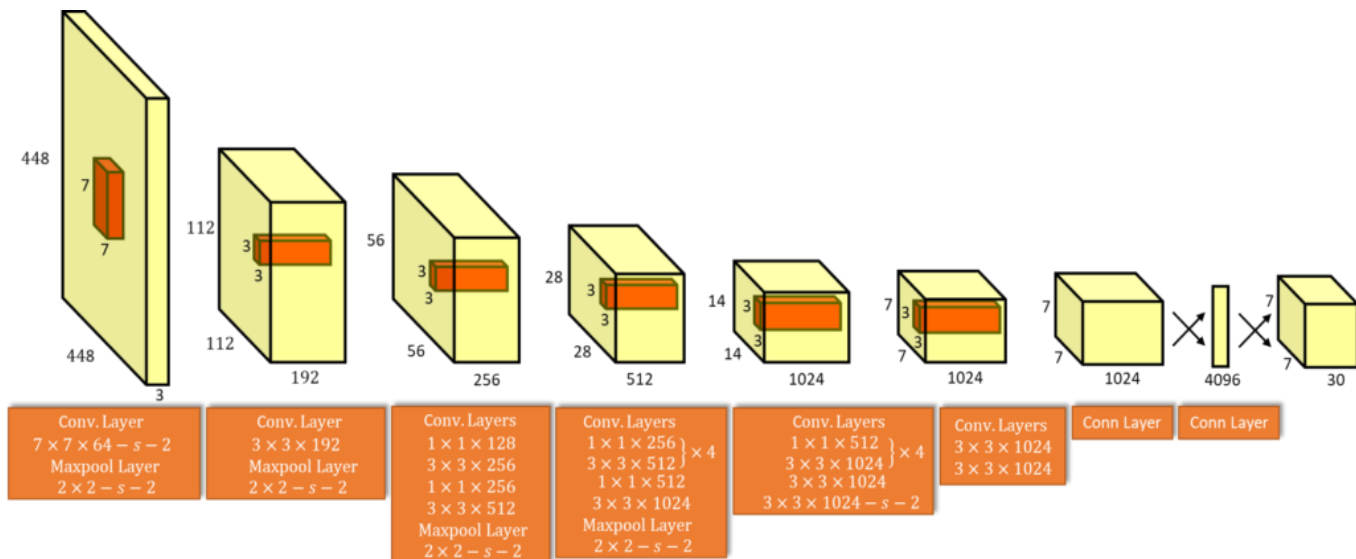 448
7
7
448
3
112
3
3
112
192
56
3
3
56
256
28
3
3
28
512
14
3
3
14
1024
7
3
3
7
1024
7
7
1024
4096
7
7
30
Conv. Layer
7 × 7 × 64 − s − 2
Maxpool Layer
2 × 2 − s − 2
Conv. Layer
3 × 3 × 192
Maxpool Layer
2 × 2 − s − 2
Conv. Layers
1 × 1 × 128
3 × 3 × 256
1 × 1 × 256
3 × 3 × 512
Maxpool Layer
2 × 2 − s − 2
Conv. Layers
1 × 1 × 256
3 × 3 × 512 } × 4
1 × 1 × 512
3 × 3 × 1024
Maxpool Layer
2 × 2 − s − 2
Conv. Layers
1 × 1 × 512
3 × 3 × 1024 } × 4
3 × 3 × 1024
3 × 3 × 1024 − s − 2
Conv. Layers
3 × 3 × 1024
3 × 3 × 1024
Conn Layer
Conn Layer